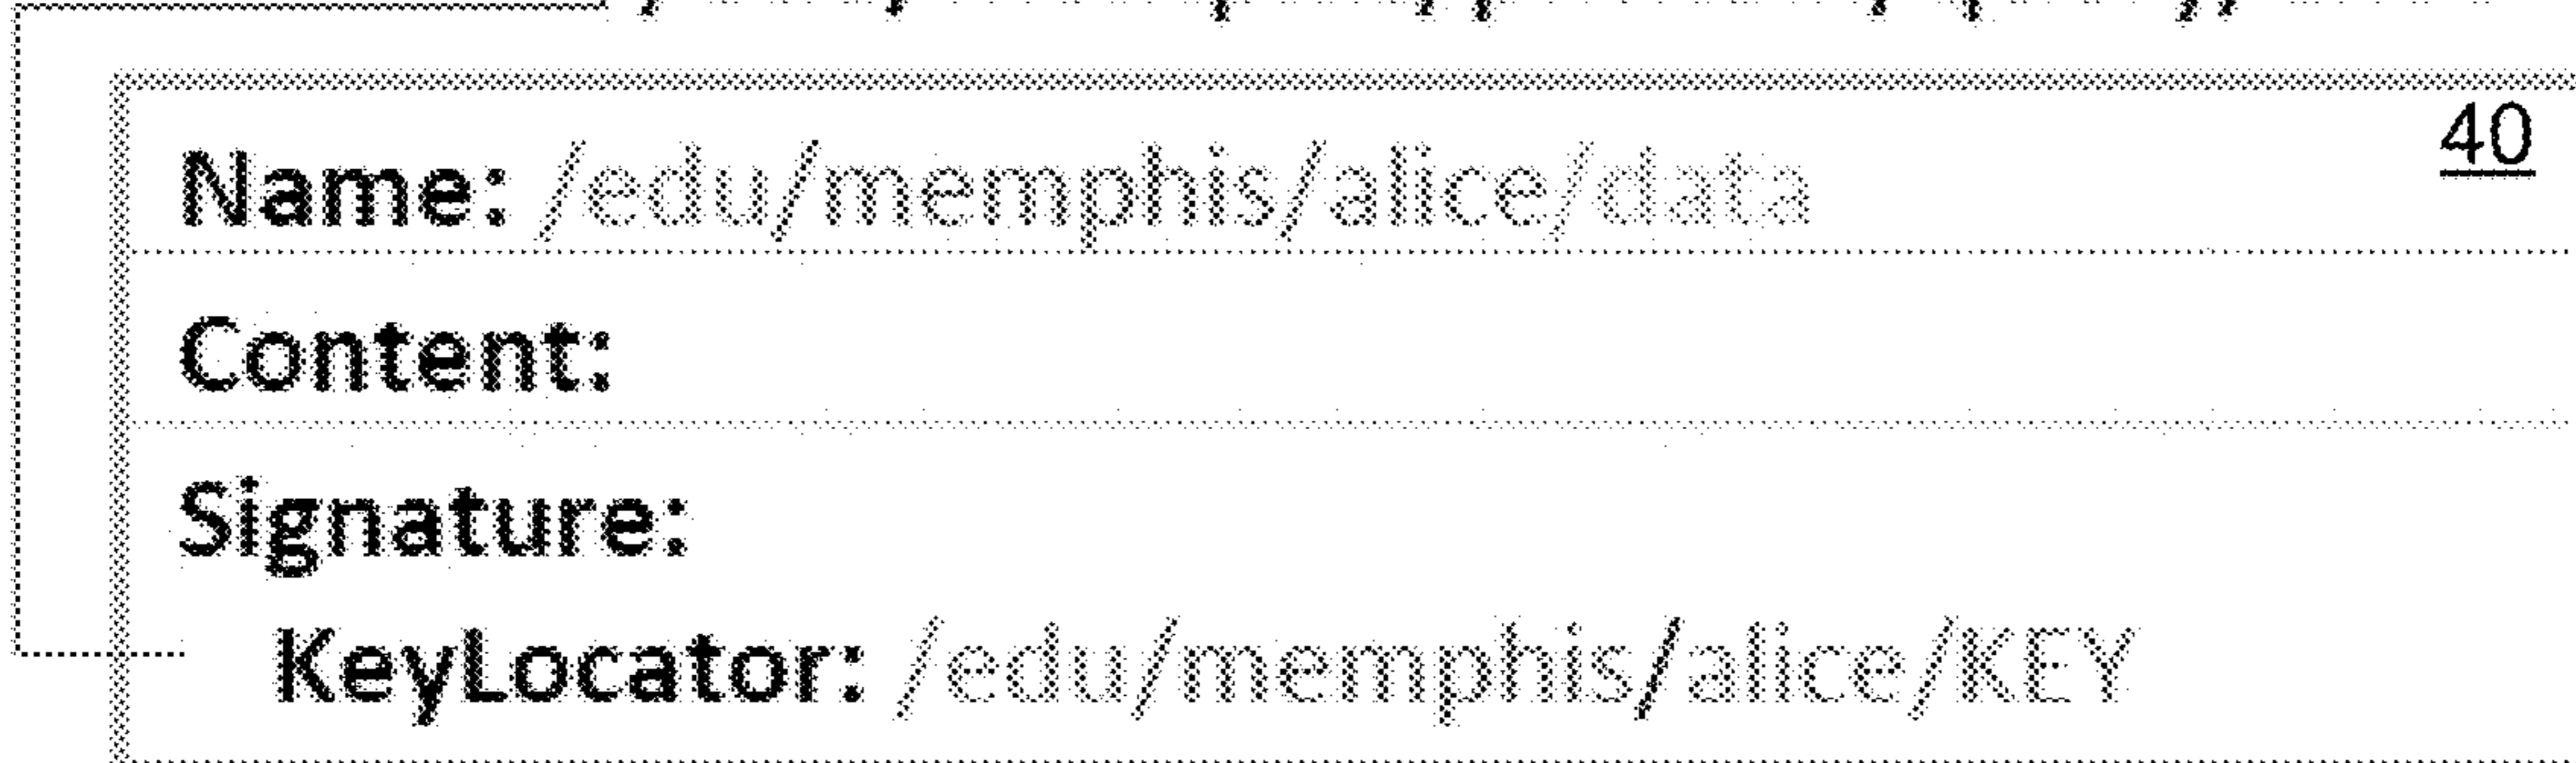 Name: /edu/memphis/alice/data 40
Content:
Signature:
KeyLocator: /edu/memphis/alice/KEY